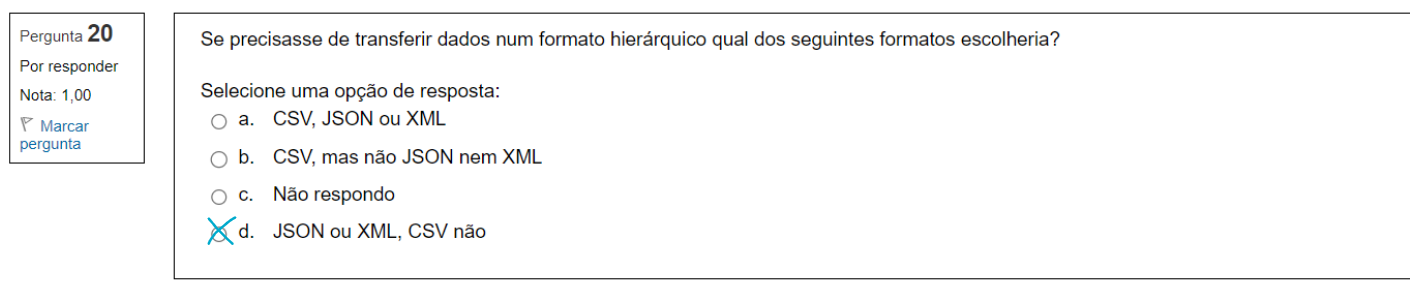 Pergunta 20
Por responder
Nota: 1,00
Marcar
pergunta
Se precisasse de transferir dados num formato hierárquico qual dos seguintes formatos escolheria?
Selecione uma opção de resposta:
a. CSV, JSON ou XML
b. CSV, mas não JSON nem XML
c. Não respondo
d. JSON ou XML, CSV não